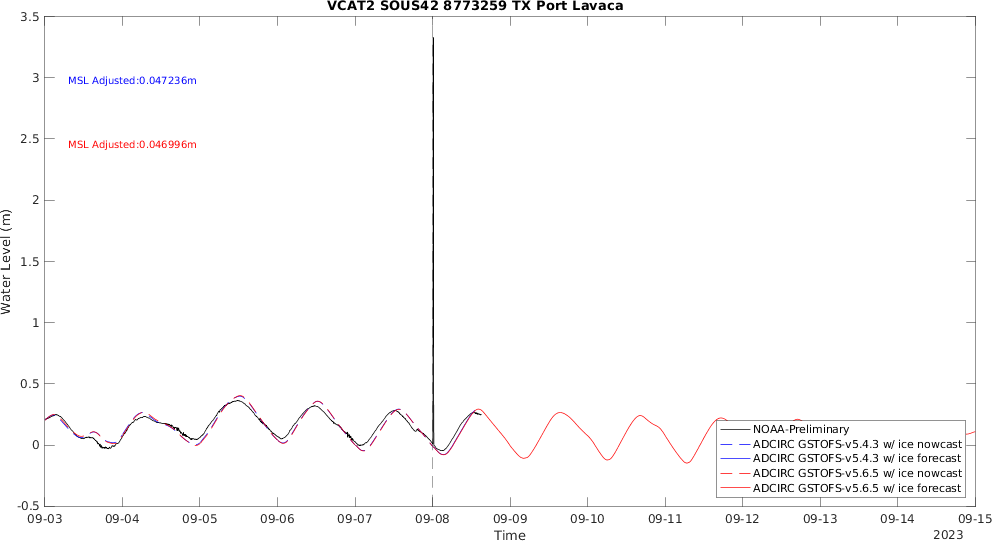 VCAT2 SOUS42 8773259 TX Port Lavaca
3.5
3
2.5
2
1.5
1
0.5
0
-0.5
Water Level (m)
MSL Adjusted:0.047236m
MSL Adjusted:0.046996m
NOAA-Preliminary
ADCIRC GSTOFS-v5.4.3 w/ ice nowcast
ADCIRC GSTOFS-v5.4.3 w/ ice forecast
ADCIRC GSTOFS-v5.6.5 w/ ice nowcast
ADCIRC GSTOFS-v5.6.5 w/ ice forecast
09-03 09-04 09-05 09-06 09-07 09-08 09-09 09-10 09-11 09-12 09-13 09-14 09-15
Time
2023